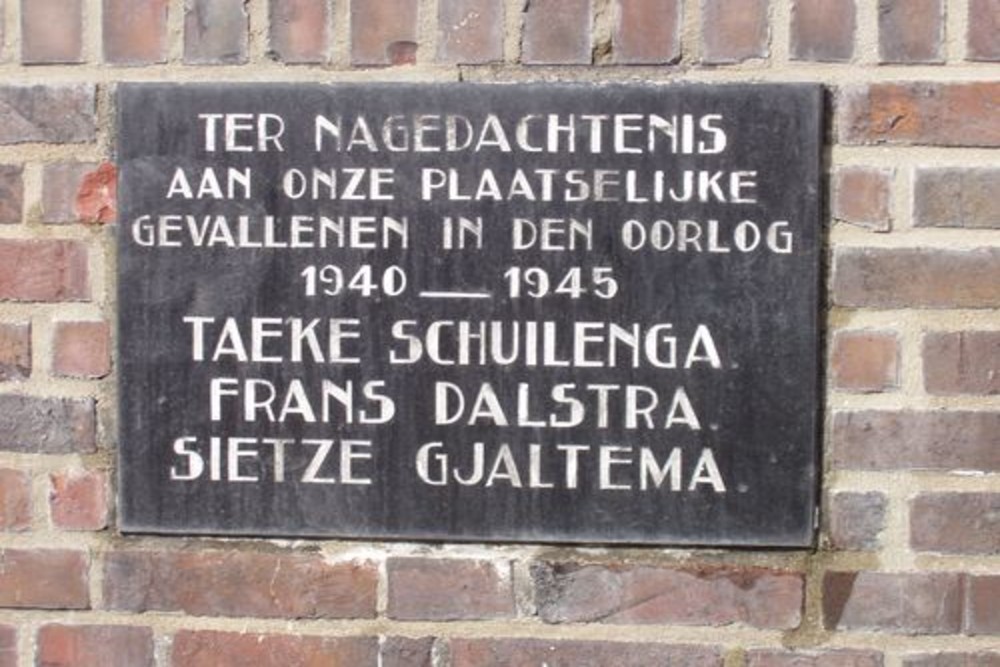 TER NAGEDACHTENIS
AAN ONZE PLAATSELIJKE
GEVALLENEN IN DEN OORLOG
1940 — 1945
TAEKE SCHUILENGA.
FRANS DALSTRA.
SIETZE GJALTEMA.